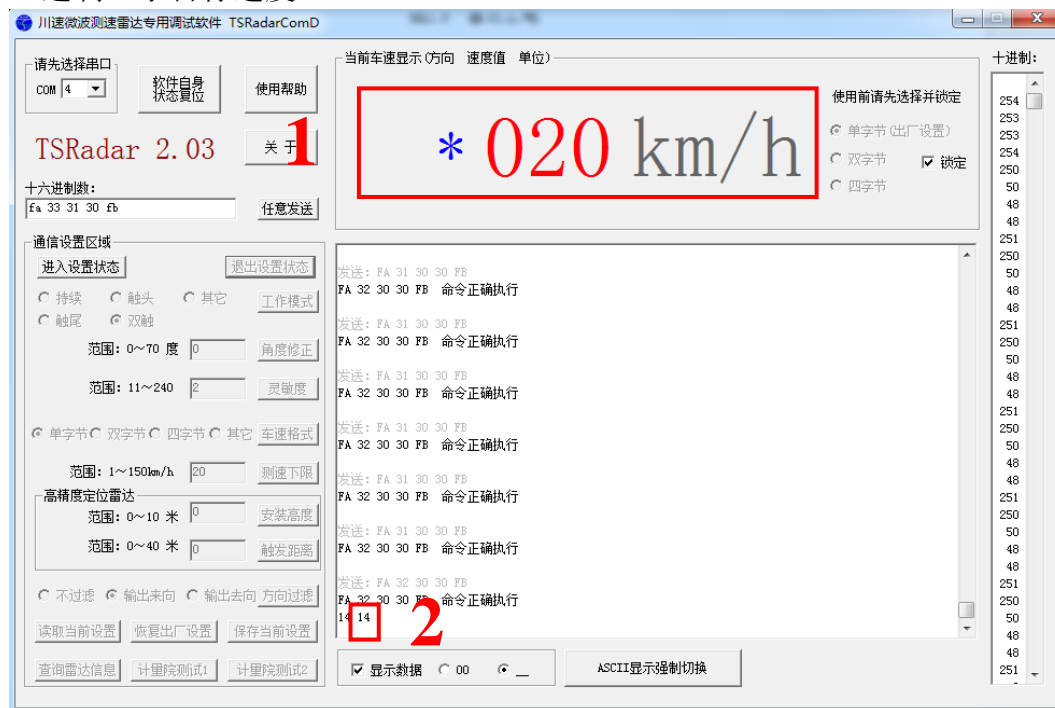 川速微波测速雷达专用调试软件 TSRadarComD
请先选择串口
COM 4
软件自身
状态复位
使用帮助
TSRadar 2.03
关于
1
十六进制数:
fa 33 31 30 fb
任意发送
当前车速显示(方向 速度值 单位)
* 020 km/h
使用前请先选择并锁定
单字节(出厂设置)
双字节
锁定
四字节
通信设置区域
进入设置状态
退出设置状态
持续
触头
其它
工作模式
触尾
双触
范围: 0～70 度
0
角度修正
范围: 11～240
2
灵敏度
单字节
双字节
四字节
其它
车速格式
范围: 1～150km/h
20
测速下限
高精度定位雷达
范围: 0～10 米
0
安装高度
范围: 0～40 米
0
触发距离
不过滤
输出来向
输出去向
方向过滤
读取当前设置
恢复出厂设置
保存当前设置
查询雷达信息
计量院测试1
计量院测试2
发送: FA 31 30 30 FB
FA 32 30 30 FB 命令正确执行
发送: FA 31 30 30 FB
FA 32 30 30 FB 命令正确执行
发送: FA 31 30 30 FB
FA 32 30 30 FB 命令正确执行
发送: FA 31 30 30 FB
FA 32 30 30 FB 命令正确执行
发送: FA 31 30 30 FB
FA 32 30 30 FB 命令正确执行
发送: FA 31 30 30 FB
FA 32 30 30 FB 命令正确执行
发送: FA 32 30 30 FB
FA 32 30 30 FB 命令正确执行
14 14
2
显示数据
00
__
ASCII显示强制切换
十进制:
254
253
253
254
250
50
48
48
251
250
50
48
48
251
250
50
48
48
251
250
50
48
48
251
250
50
48
48
251
250
50
48
48
251